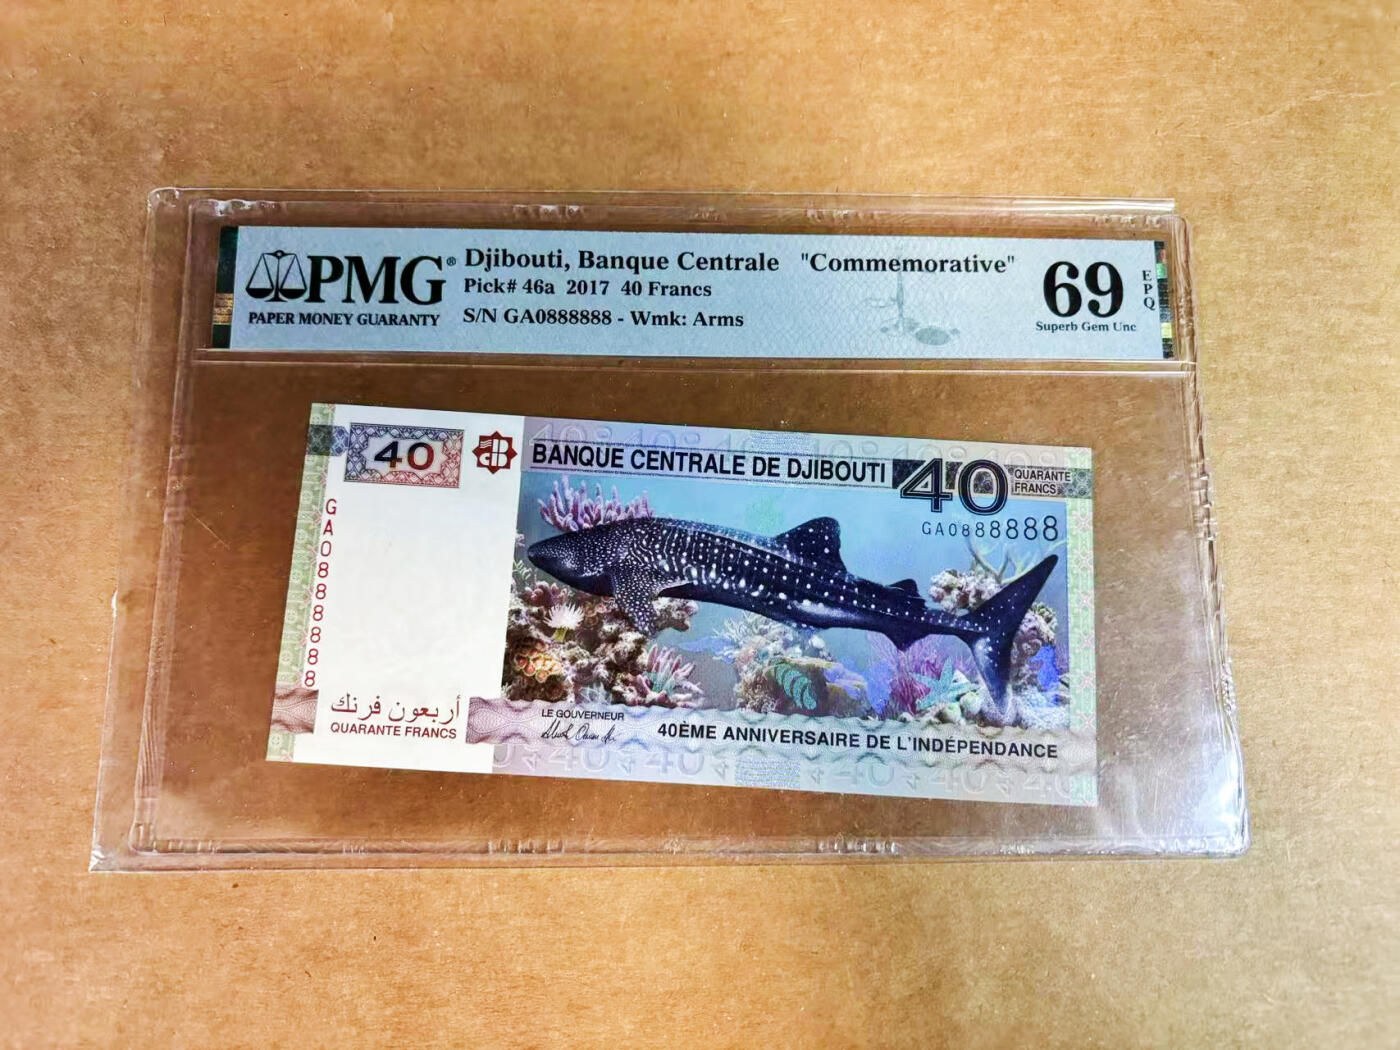 PMG®
PAPER MONEY GUARANTY
Djibouti, Banque Centrale "Commemorative"
Pick# 46a 2017 40 Francs
S/N GA0888888 - Wmk: Arms
69
EPQ
Superb Gem Unc
40
BANQUE CENTRALE DE DJIBOUTI
40
QUARANTE
FRANCS
GA0888888
GA0888888
أربعون فرنك
QUARANTE FRANCS
LE GOUVERNEUR
40ÈME ANNIVERSAIRE DE L'INDÉPENDANCE